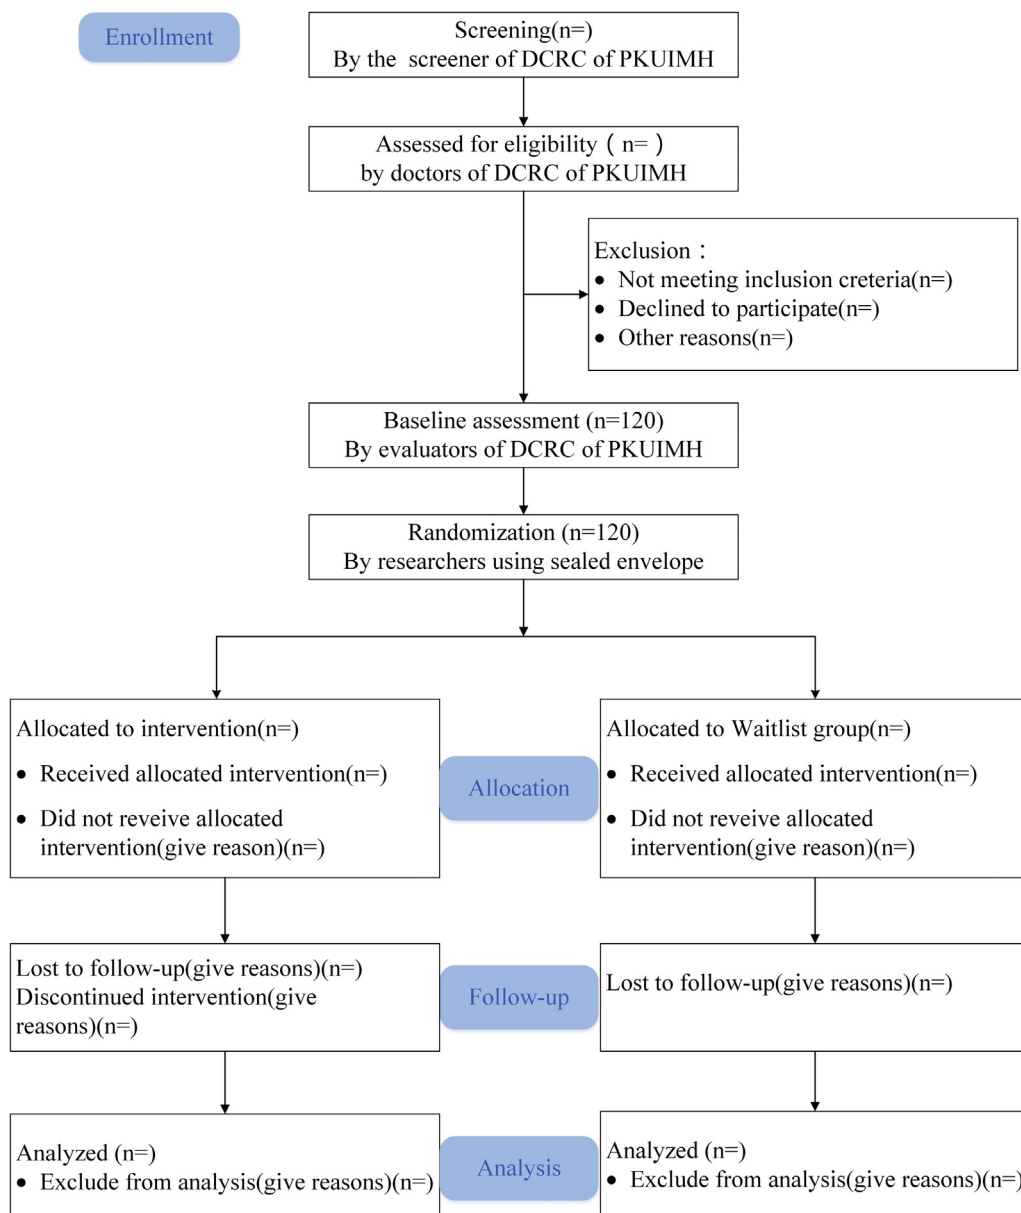 Enrollment
Screening(n=)
By the screener of DCRC of PKUIMH
Assessed for eligibility ( n= )
by doctors of DCRC of PKUIMH
Exclusion：
• Not meeting inclusion creteria(n=)
• Declined to participate(n=)
• Other reasons(n=)
Baseline assessment (n=120)
By evaluators of DCRC of PKUIMH
Randomization (n=120)
By researchers using sealed envelope
Allocated to intervention(n=)
• Received allocated intervention(n=)
• Did not reveive allocated
intervention(give reason)(n=)
Allocation
Allocated to Waitlist group(n=)
• Received allocated intervention(n=)
• Did not reveive allocated
intervention(give reason)(n=)
Lost to follow-up(give reasons)(n=)
Discontinued intervention(give
reasons)(n=)
Follow-up
Lost to follow-up(give reasons)(n=)
Analyzed (n=)
• Exclude from analysis(give reasons)(n=)
Analysis
Analyzed (n=)
• Exclude from analysis(give reasons)(n=)